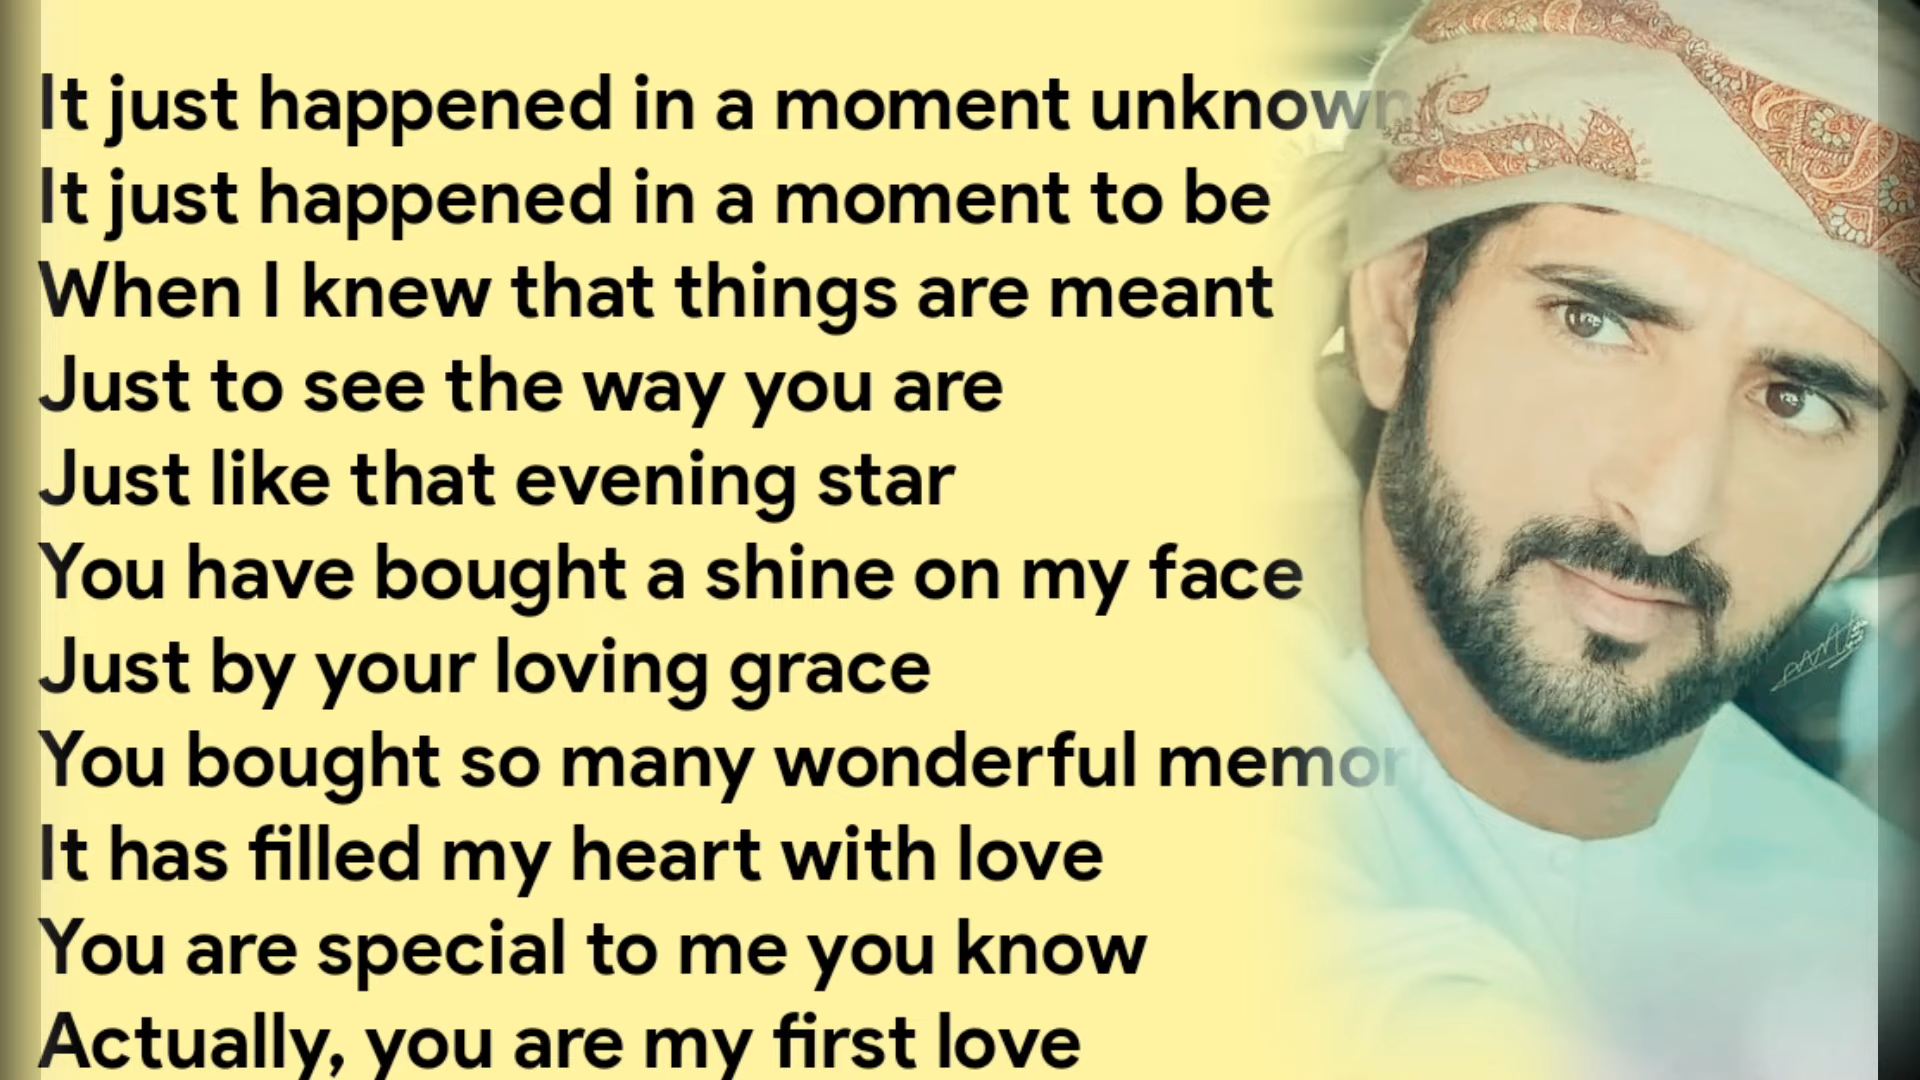 It just happened in a moment unknown
It just happened in a moment to be
When I knew that things are meant
Just to see the way you are
Just like that evening star
You have bought a shine on my face
Just by your loving grace
You bought so many wonderful
It has filled my heart with love
You are special to me you know
Actually, you are my first love